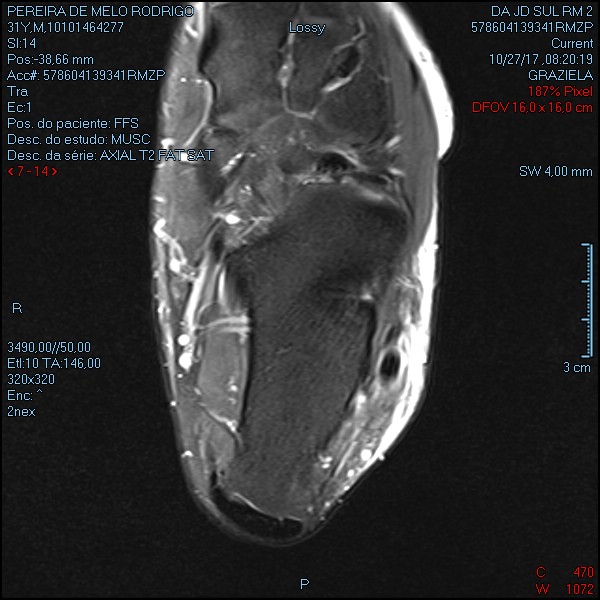 PEREIRA DE MELO RODRIGO
31Y,M,10101464277
Sl:14
Pos:-38,66 mm
Acc#: 578604139341RMZP
Tra
Ec:1
Pos. do paciente: FFS
Desc. do estudo: MUSC
Desc. da série: AXIAL T2 FAT SAT
< 7 - 14 >
Lossy
DA JD SUL RM 2
578604139341RMZP
Current
10/27/17 ,08:20:19
GRAZIELA
187% Pixel
DFOV 16,0 x 16,0 cm
SW 4,00 mm
R
3490,00//50,00
Etl:10 TA:146,00
320x320
Enc: ^
2nex
3 cm
P
C 470
W 1072